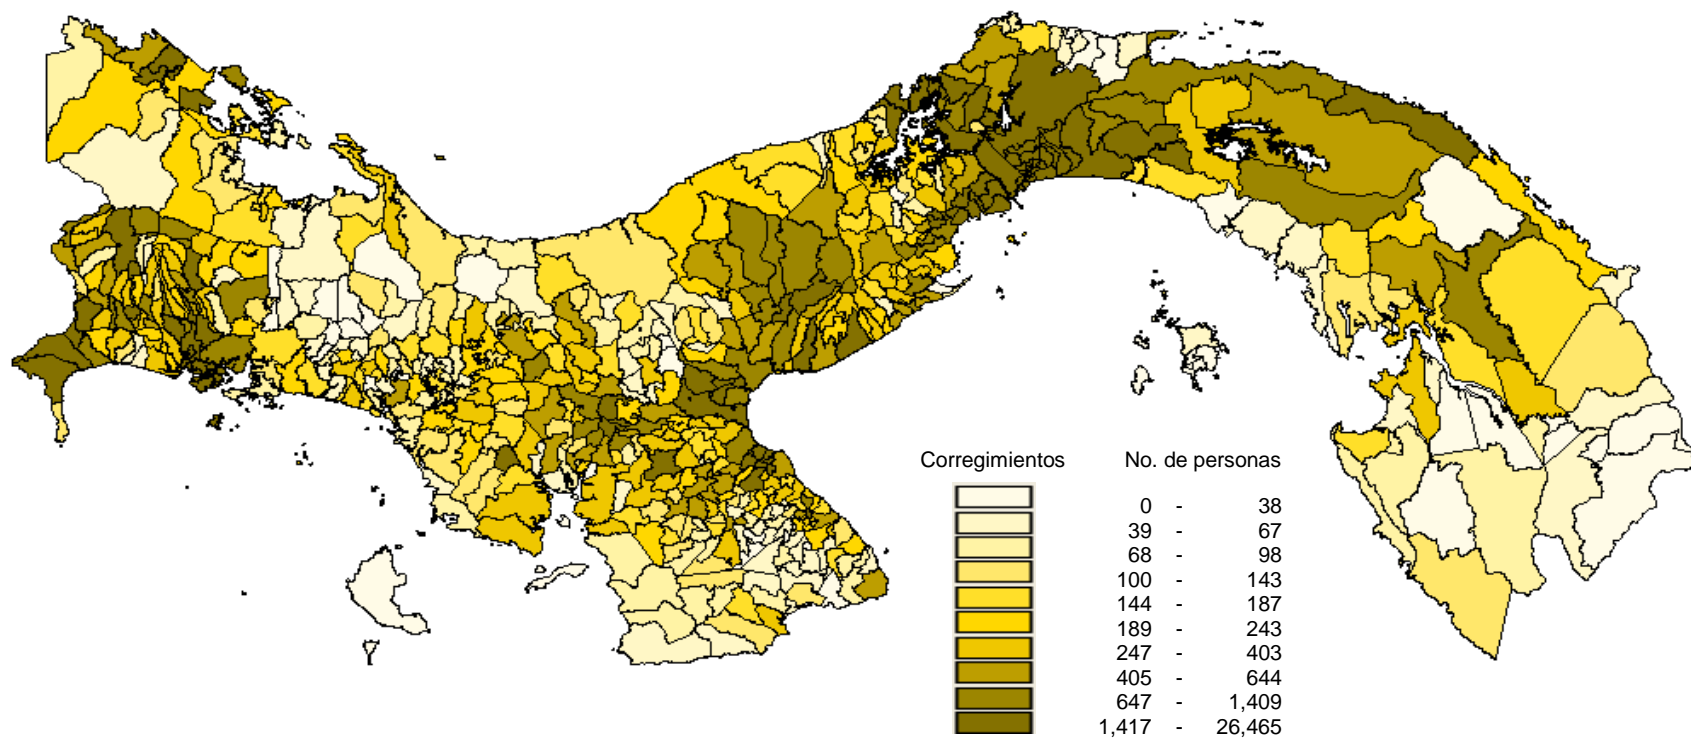 Corregimientos No. de personas
0 - 38
39 - 67
68 - 98
100 - 143
144 - 187
189 - 243
247 - 403
405 - 644
647 - 1,409
1,417 - 26,465